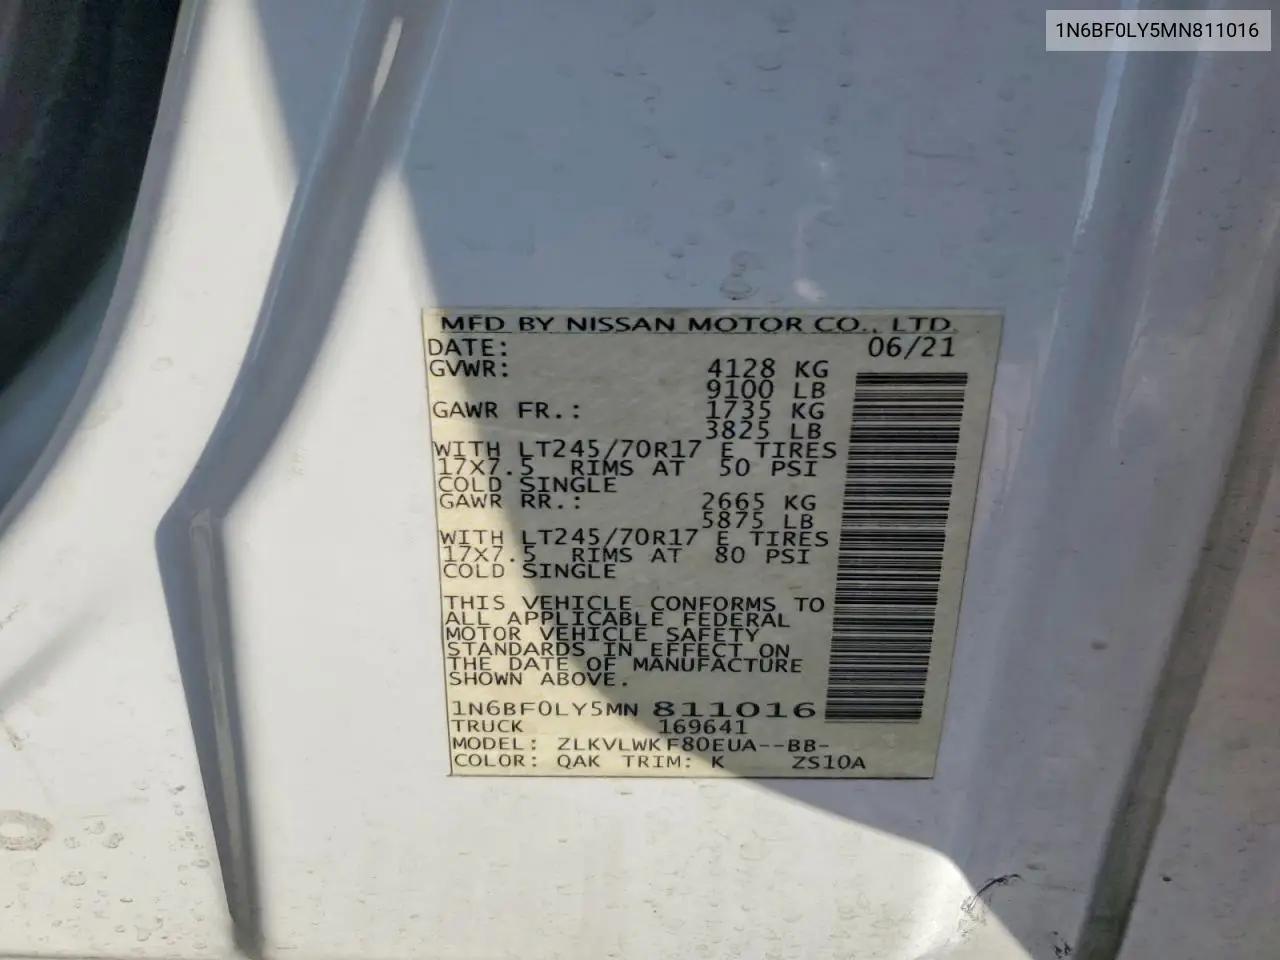 1N6BF0LY5MN811016
MFD BY NISSAN MOTOR CO., LTD.
DATE: 06/21
GVWR: 4128 KG
9100 LB
GAWR FR.: 1735 KG
3825 LB
WITH LT245/70R17 E TIRES
17X7.5 RIMS AT 50 PSI
COLD SINGLE
GAWR RR.: 2665 KG
5875 LB
WITH LT245/70R17 E TIRES
17X7.5 RIMS AT 80 PSI
COLD SINGLE
THIS VEHICLE CONFORMS TO
ALL APPLICABLE FEDERAL
MOTOR VEHICLE SAFETY
STANDARDS IN EFFECT ON
THE DATE OF MANUFACTURE
SHOWN ABOVE.
1N6BF0LY5MN 811016
TRUCK 169641
MODEL: ZLKVLWKF80EUA--BB-
COLOR: QAK TRIM: K ZS10A